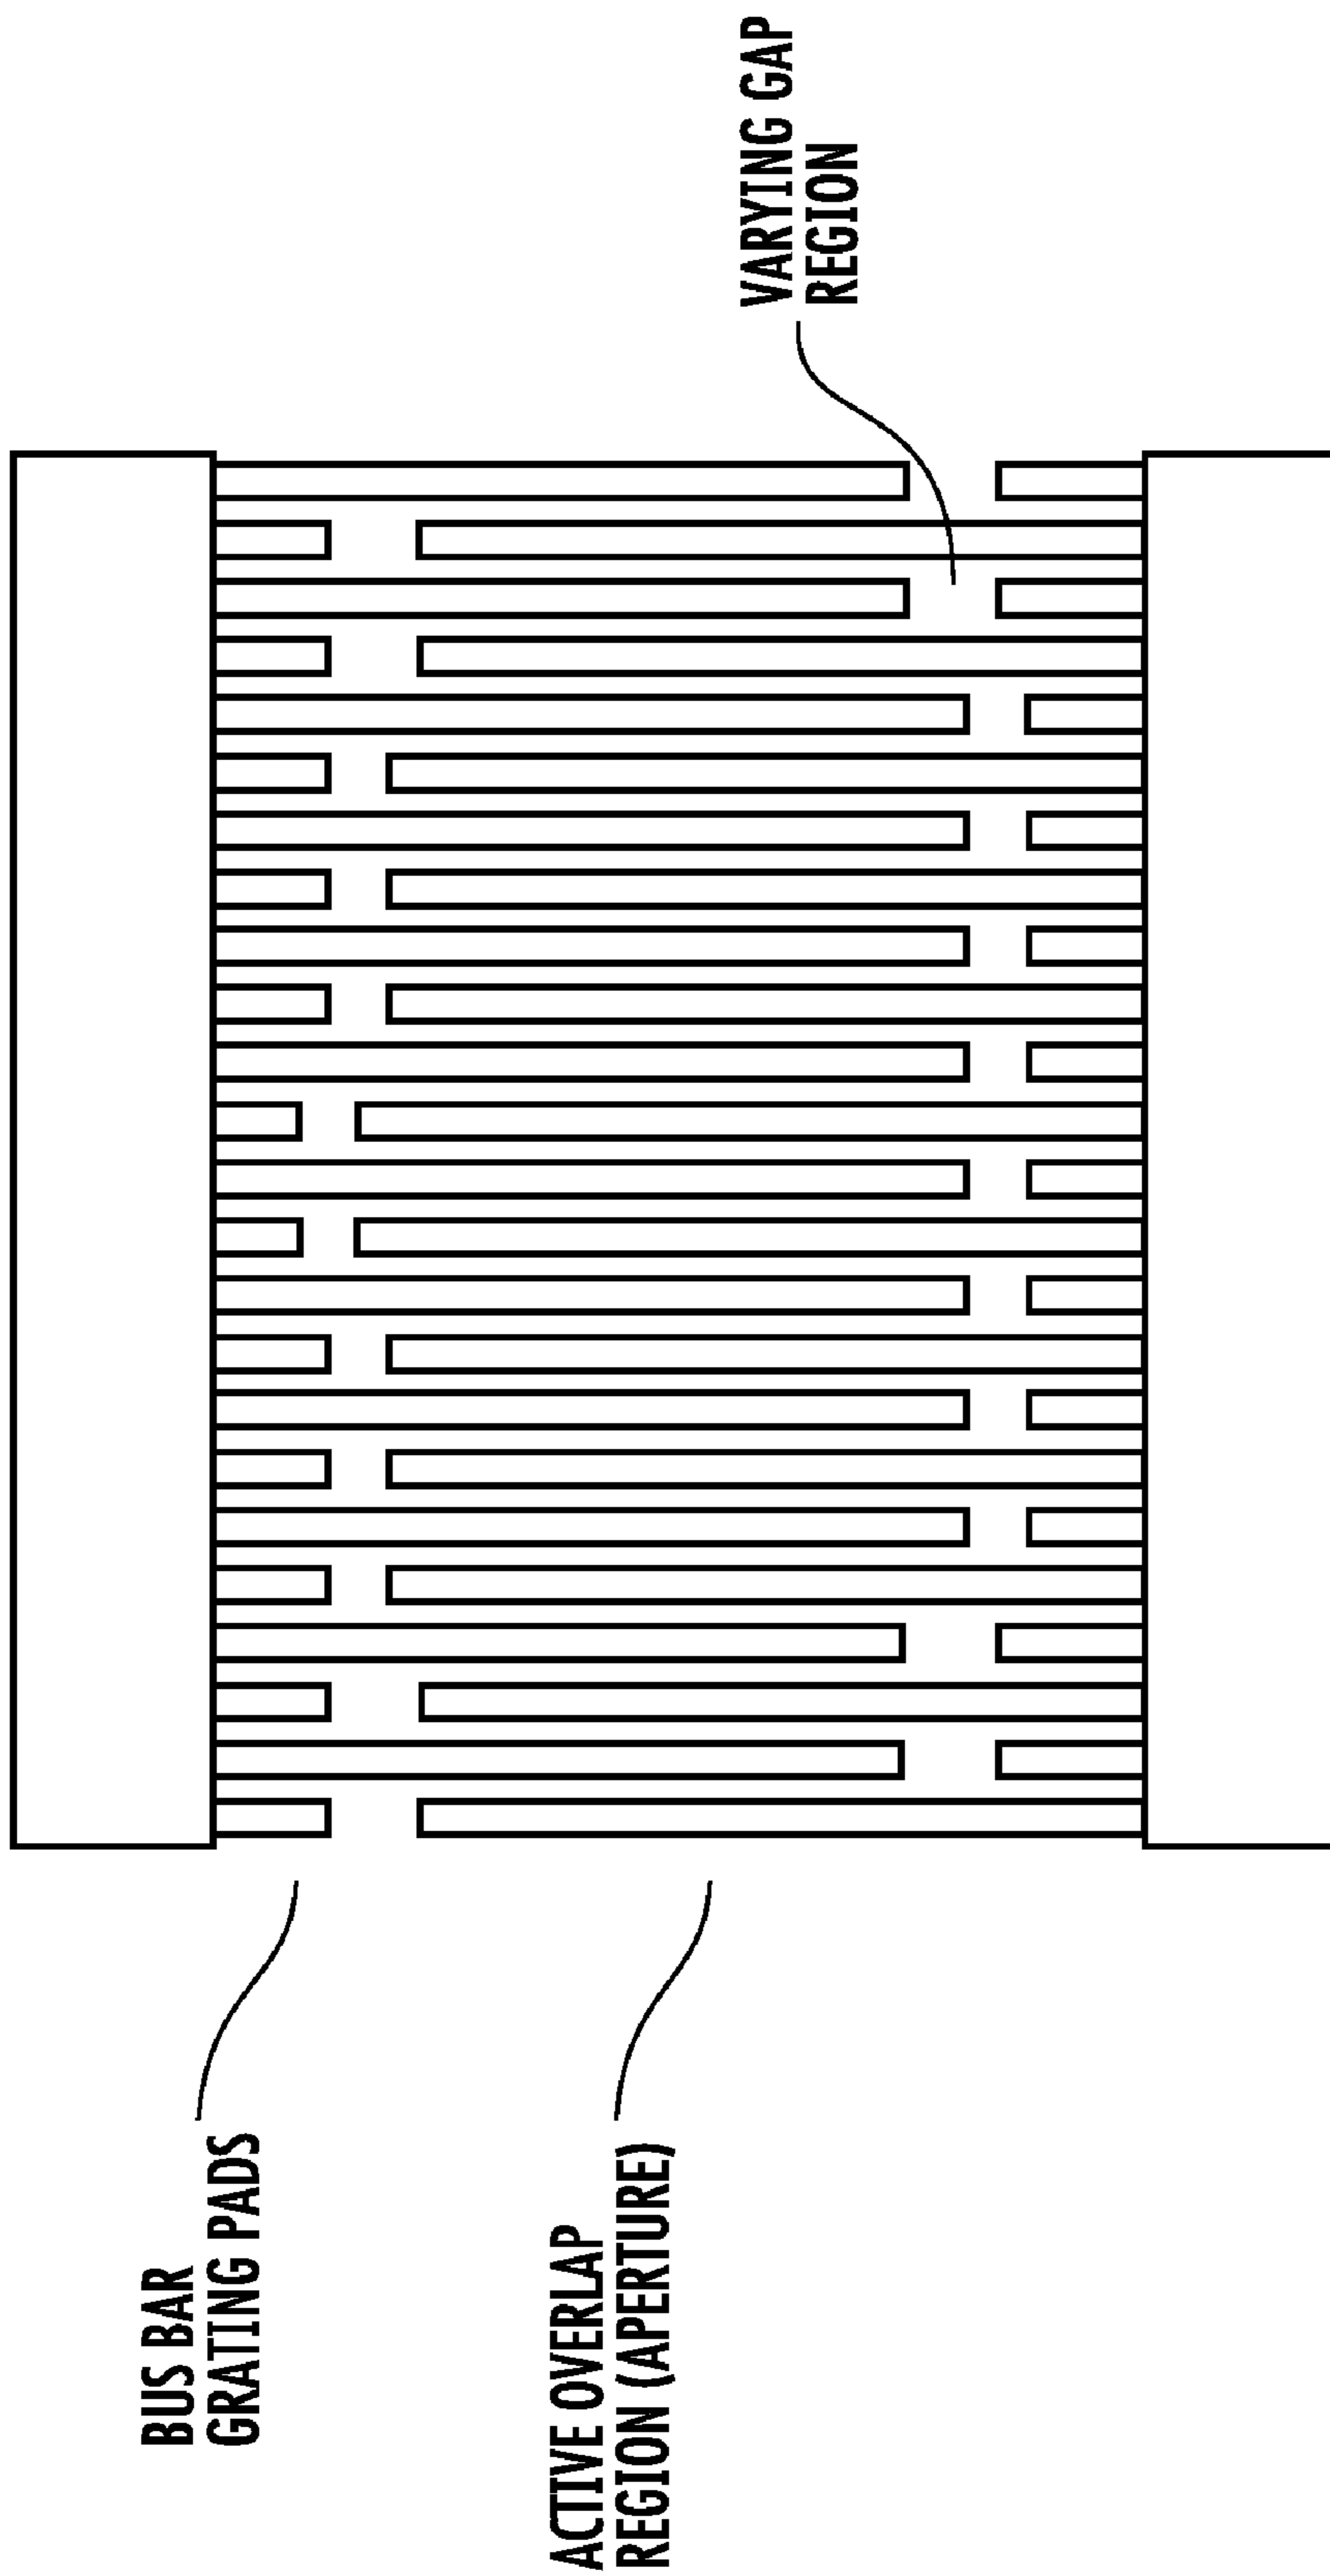 BUS BAR
GRATING PADS
ACTIVE OVERLAP
REGION (APERTURE)
VARYING GAP
REGION